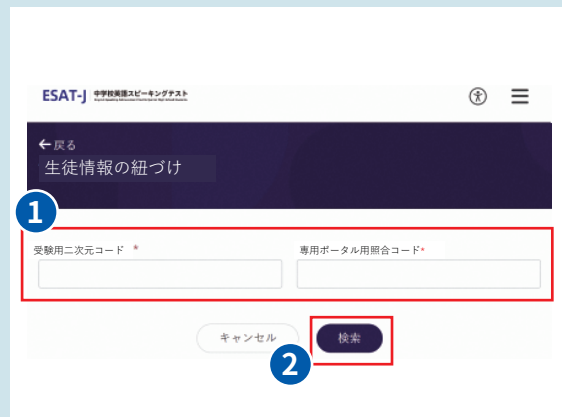 ESAT-J 中学校英語スピーキングテスト
←戻る
生徒情報の紐づけ
1
受験用二次元コード *
専用ポータル用照合コード*
キャンセル
検索
2